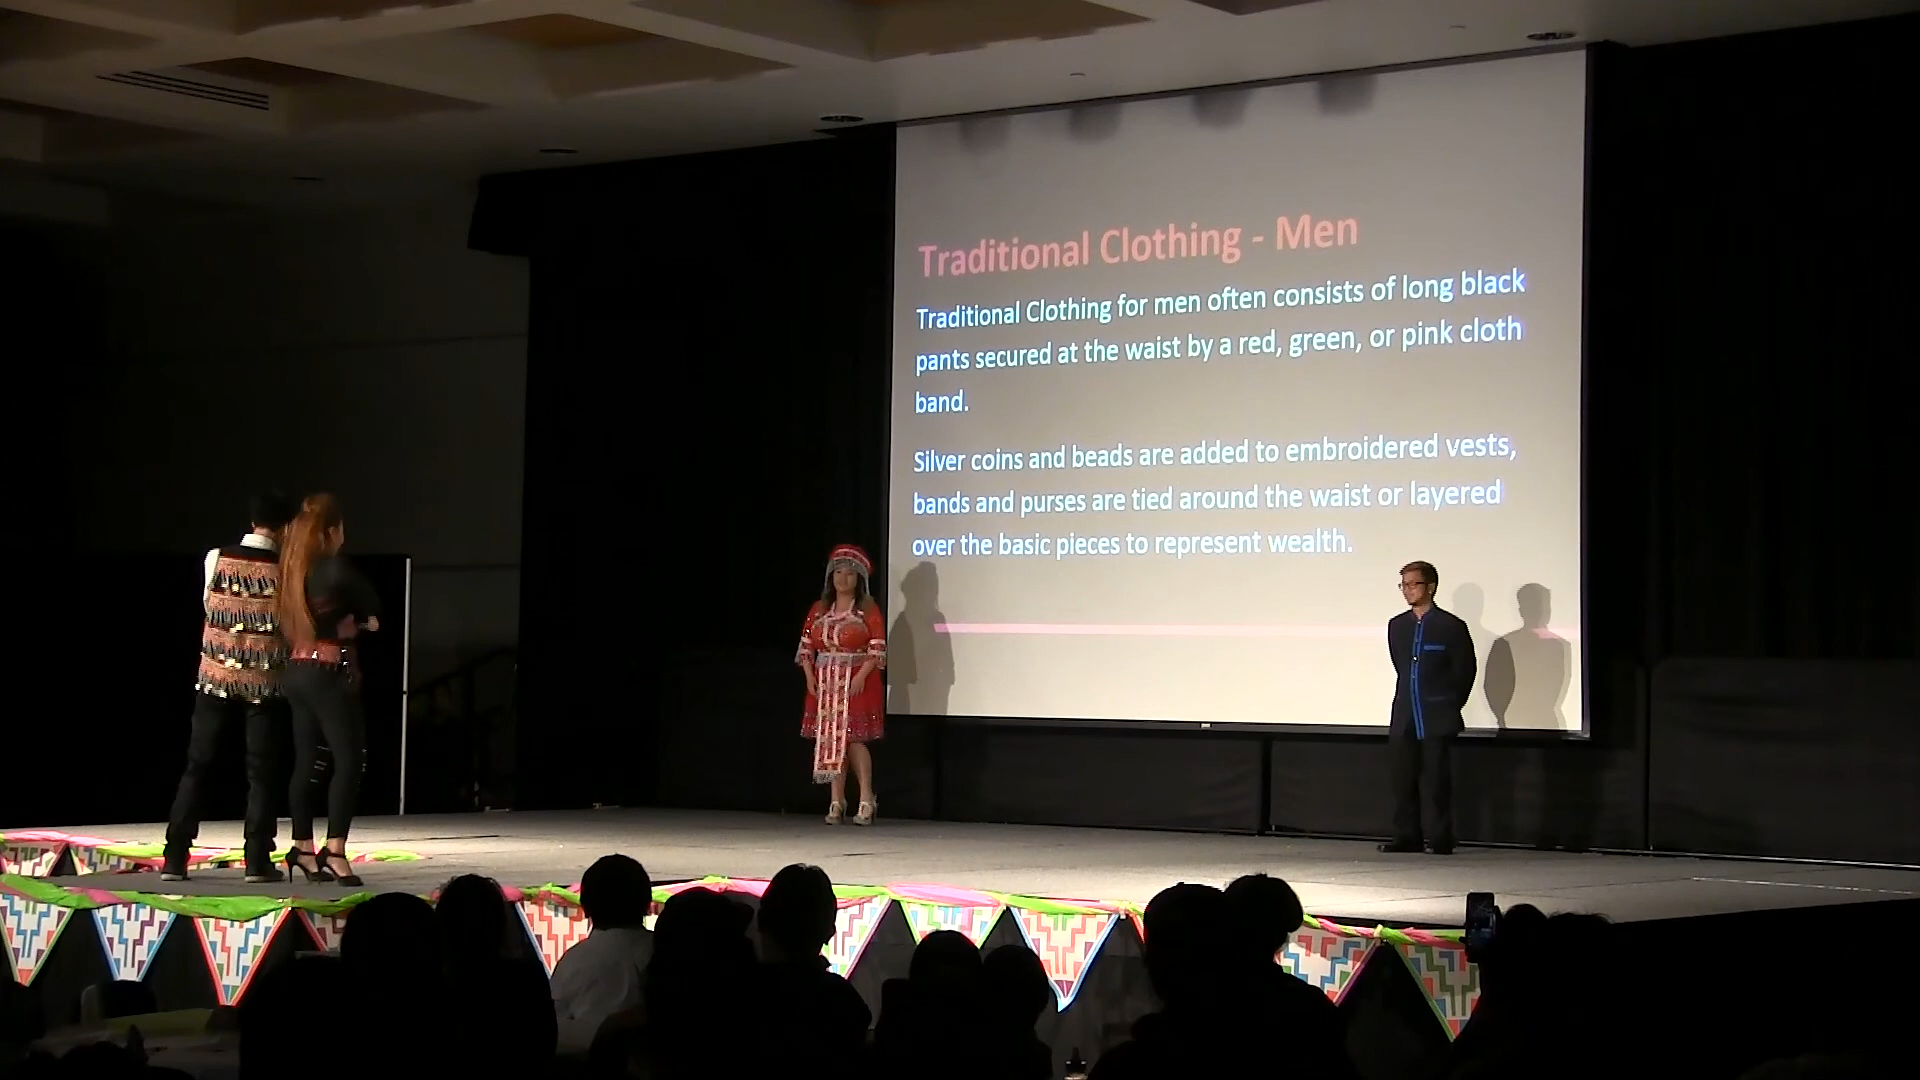 Traditional Clothing - Men
Traditional Clothing for men often consists of long black
pants secured at the waist by a red, green, or pink cloth
band.
Silver coins and beads are added to embroidered vests,
bands and purses are tied around the waist or layered
over the basic pieces to represent wealth.